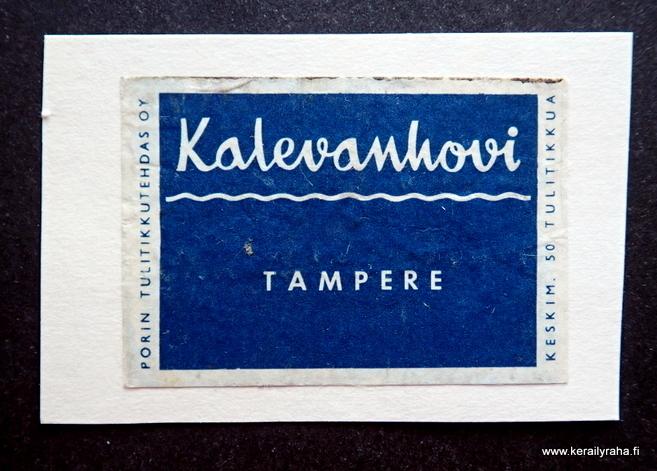 PORIN TULITIKKUTEHDAS OY
Kalevanhovi
TAMPERE
KESKIM. 50 TULITIKKUA
www.kerailyraha.fi